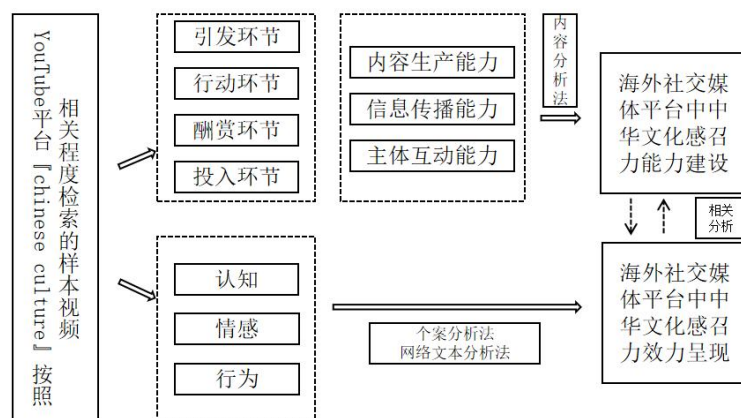 YouTube平台『chinese culture』按照
相关程度检索的样本视频
引发环节
行动环节
酬赏环节
投入环节
内容生产能力
信息传播能力
主体互动能力
内容分析法
海外社交媒
体平台中中
华文化感召
力能力建设
相关
分析
认知
情感
行为
个案分析法
网络文本分析法
海外社交媒
体平台中中
华文化感召
力效力呈现